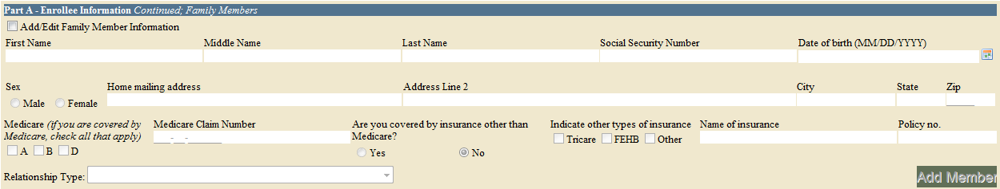 Part A - Enrollee Information Continued; Family Members
Add/Edit Family Member Information
First Name Middle Name Last Name Social Security Number Date of birth (MM/DD/YYYY)
Sex Home mailing address Address Line 2 City State Zip
Male Female
Medicare (if you are covered by Medicare, check all that apply)
A B D
Medicare Claim Number
__-_-____
Are you covered by insurance other than Medicare?
Yes No
Indicate other types of insurance
Tricare FEHB Other
Name of insurance Policy no.
Relationship Type:
Add Member